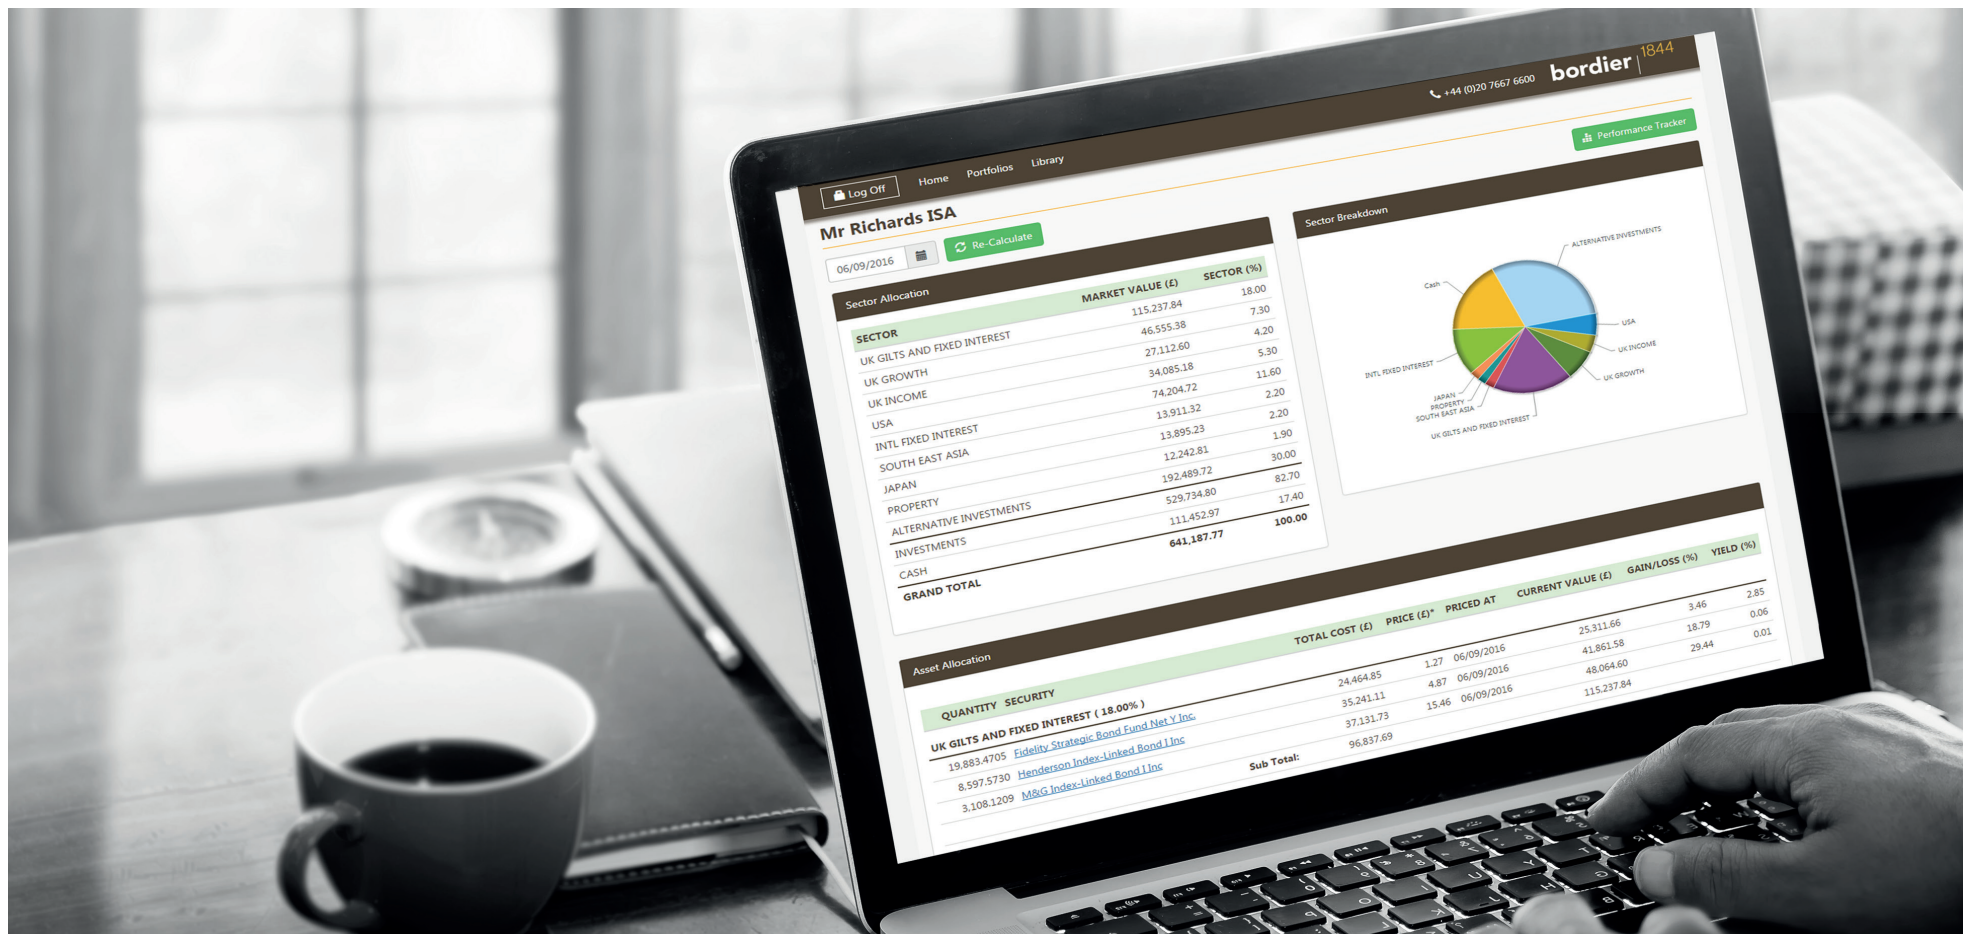 +44 (0)20 7667 6600 bordier | 1844
Log Off Home Portfolios Library
Performance Tracker
Mr Richards ISA
06/09/2016 Re-Calculate
Sector Allocation
SECTOR MARKET VALUE (£) SECTOR (%)
UK GILTS AND FIXED INTEREST 115,237.84 18.00
UK GROWTH 46,555.38 7.30
UK INCOME 27,112.60 4.20
USA 34,085.18 5.30
INTL FIXED INTEREST 74,204.72 11.60
SOUTH EAST ASIA 13,911.32 2.20
JAPAN 13,895.23 2.20
PROPERTY 12,242.81 1.90
ALTERNATIVE INVESTMENTS 192,489.72 30.00
INVESTMENTS 529,734.80 82.70
CASH 111,452.97 17.40
GRAND TOTAL 641,187.77 100.00
Sector Breakdown
ALTERNATIVE INVESTMENTS
Cash
USA
UK INCOME
INTL FIXED INTEREST
UK GROWTH
JAPAN
PROPERTY
SOUTH EAST ASIA
UK GILTS AND FIXED INTEREST
Asset Allocation
QUANTITY SECURITY TOTAL COST (£) PRICE (£)* PRICED AT CURRENT VALUE (£) GAIN/LOSS (%) YIELD (%)
UK GILTS AND FIXED INTEREST ( 18.00% )
19,883.4705 Fidelity Strategic Bond Fund Net Y Inc. 24,464.85 1.27 06/09/2016 25,311.66 3.46 2.85
8,597.5730 Henderson Index-Linked Bond I Inc 35,241.11 4.87 06/09/2016 41,861.58 18.79 0.06
3,108.1209 M&G Index-Linked Bond I Inc 37,131.73 15.46 06/09/2016 48,064.60 29.44 0.01
Sub Total: 96,837.69 115,237.84